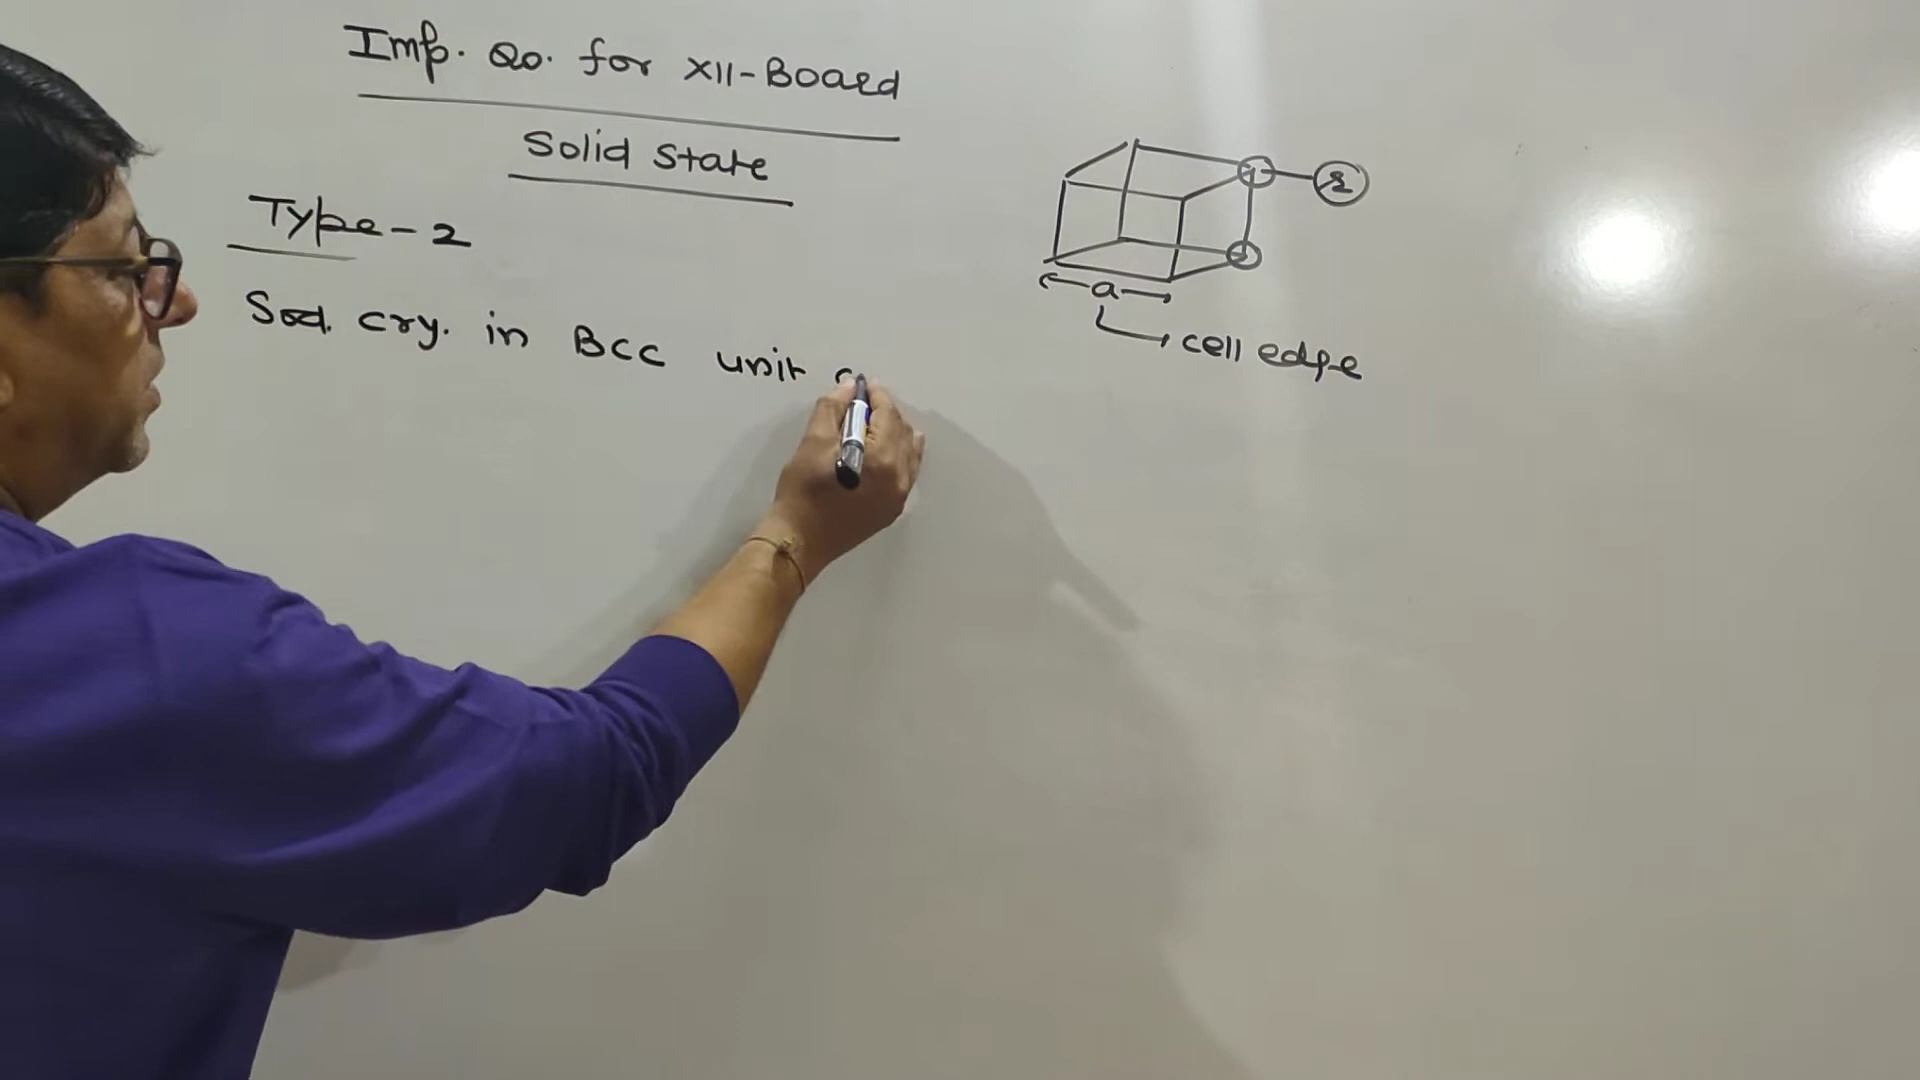 Imp. Qo. for XII-Board
Solid State
Type-2
Sod. cry. in BCC unit c
r
a
cell edge